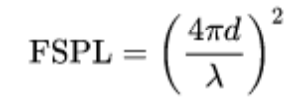 FSPL = (4πd / λ)²